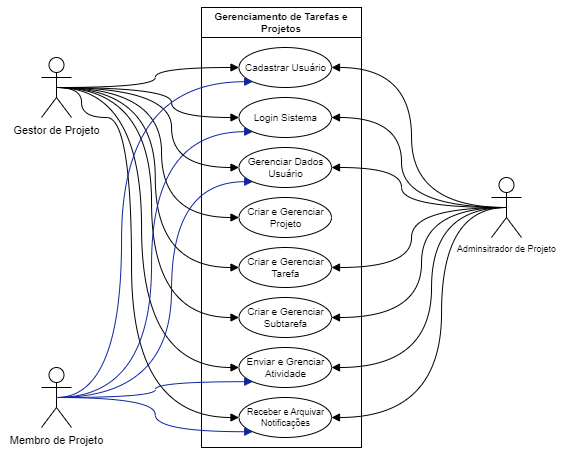 Gerenciamento de Tarefas e
Projetos
Cadastrar Usuário
Login Sistema
Gestor de Projeto
Gerenciar Dados
Usuário
Criar e Gerenciar
Projeto
Adminsitrador de Projeto
Criar e Gerenciar
Tarefa
Criar e Gerenciar
Subtarefa
Enviar e Grenciar
Atividade
Receber e Arquivar
Notificações
Membro de Projeto